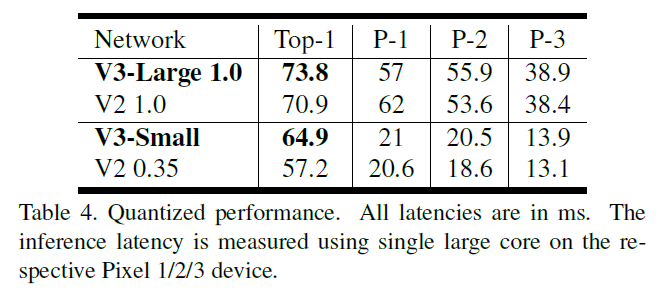 Network Top-1 P-1 P-2 P-3
V3-Large 1.0 73.8 57 55.9 38.9
V2 1.0 70.9 62 53.6 38.4
V3-Small 64.9 21 20.5 13.9
V2 0.35 57.2 20.6 18.6 13.1
Table 4. Quantized performance. All latencies are in ms. The
inference latency is measured using single large core on the re-
spective Pixel 1/2/3 device.